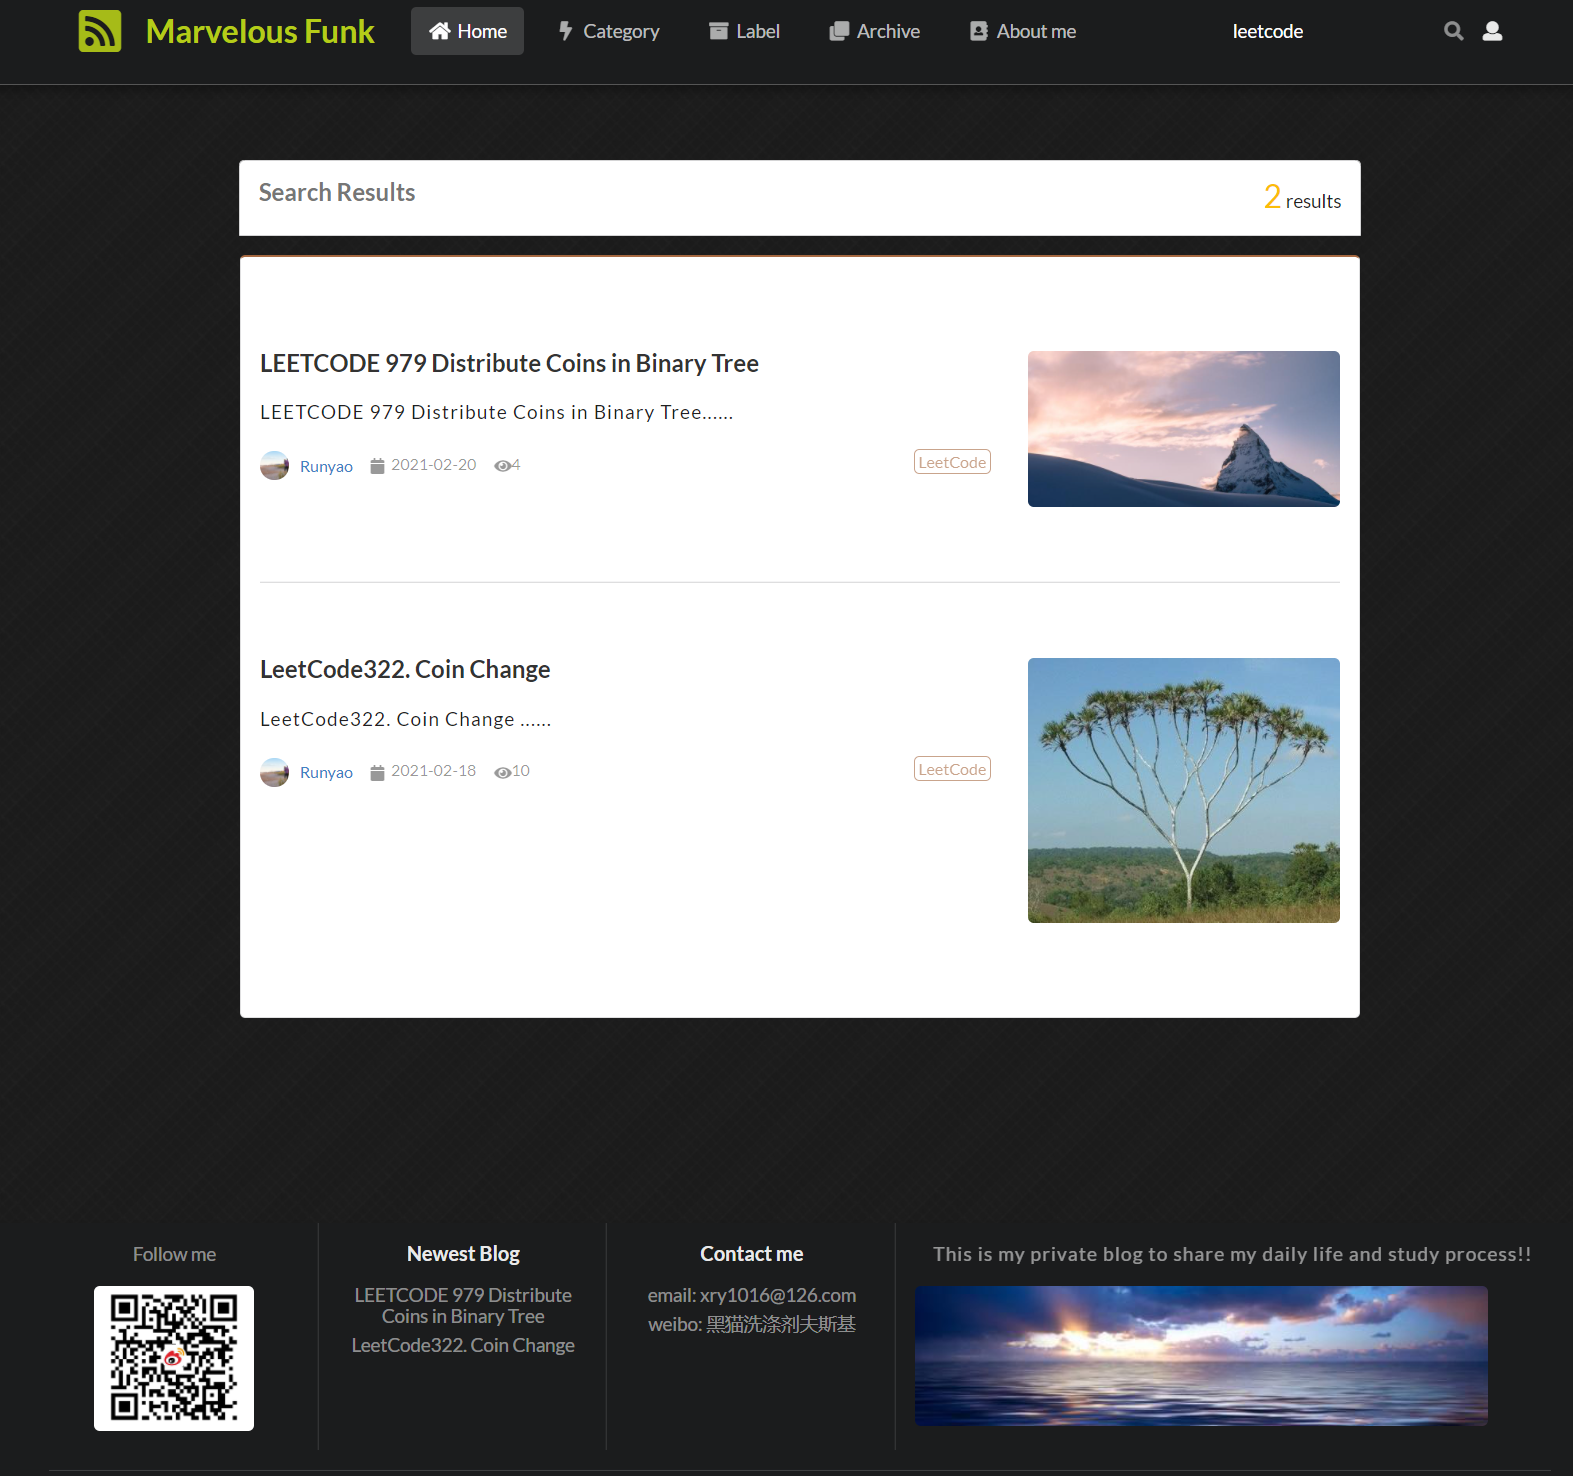 Marvelous Funk
Home
Category
Label
Archive
About me
leetcode
Search Results
2 results
LEETCODE 979 Distribute Coins in Binary Tree
LEETCODE 979 Distribute Coins in Binary Tree......
Runyao
2021-02-20
4
LeetCode
LeetCode322. Coin Change
LeetCode322. Coin Change ......
Runyao
2021-02-18
10
LeetCode
Follow me
Newest Blog
LEETCODE 979 Distribute
Coins in Binary Tree
LeetCode322. Coin Change
Contact me
email: xry1016@126.com
weibo: 黑猫洗涤剂夫斯基
This is my private blog to share my daily life and study process!!